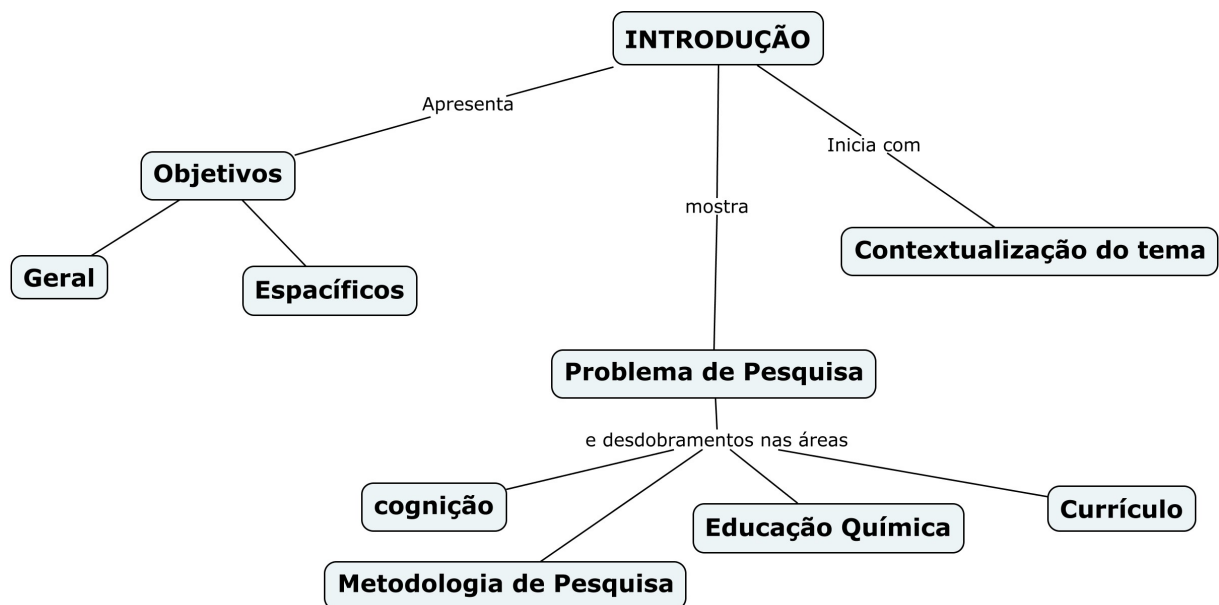 INTRODUÇÃO
Apresenta
Inicia com
Objetivos
mostra
Contextualização do tema
Geral
Espacíficos
Problema de Pesquisa
e desdobramentos nas áreas
cognição
Educação Química
Currículo
Metodologia de Pesquisa